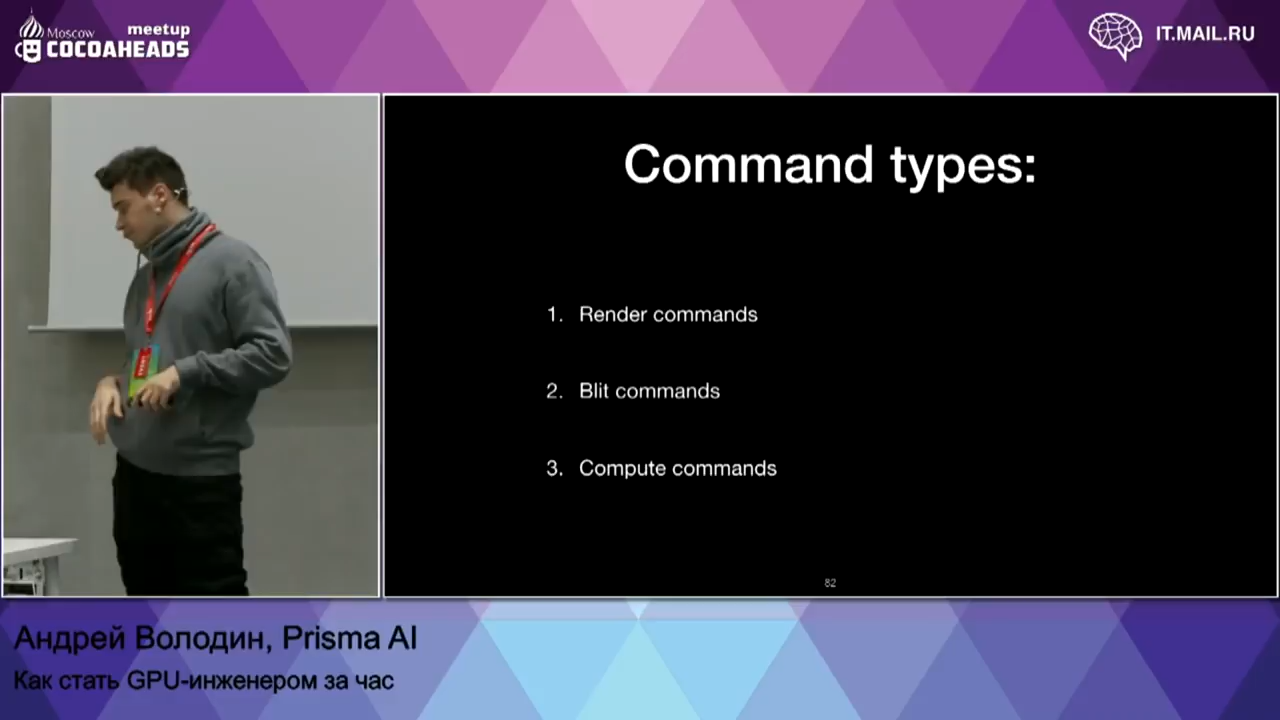 Moscow
meetup
COCOAHEADS
IT.MAIL.RU
Command types:
1. Render commands
2. Blit commands
3. Compute commands
82
Андрей Володин, Prisma AI
Как стать GPU-инженером за час